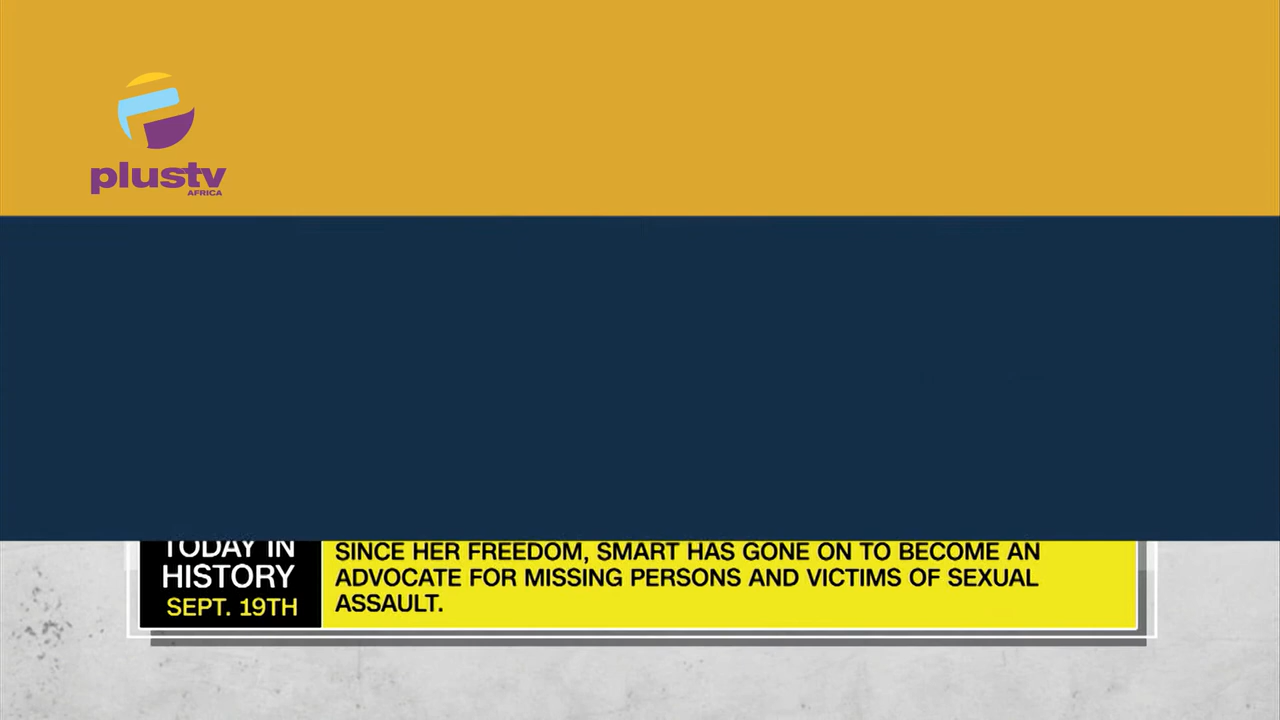 plustv
AFRICA
TODAY IN
HISTORY
SEPT. 19TH
SINCE HER FREEDOM, SMART HAS GONE ON TO BECOME AN
ADVOCATE FOR MISSING PERSONS AND VICTIMS OF SEXUAL
ASSAULT.